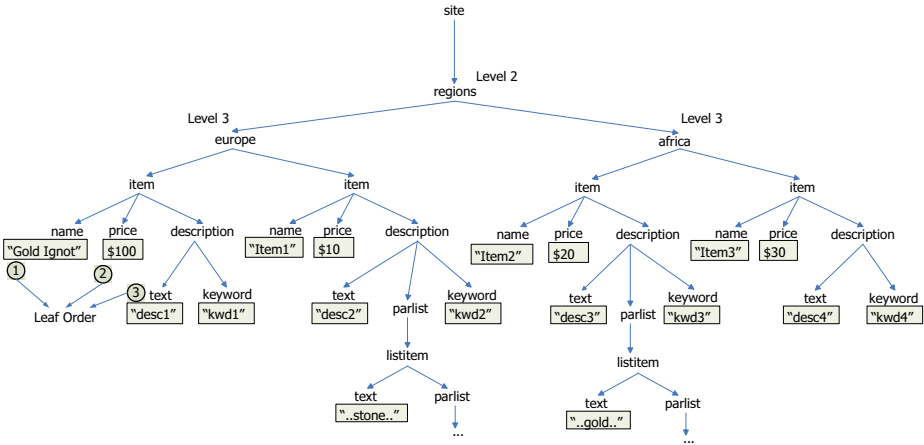 site
Level 2
regions
Level 3
Level 3
europe
africa
item
item
item
item
name
price
description
name
price
description
name
price
description
name
price
description
“Gold Ignot”
$100
“Item1”
$10
“Item2”
$20
“Item3”
$30
1
2
3
Leaf Order
text
keyword
text
parlist
keyword
text
parlist
keyword
text
keyword
“desc1”
“kwd1”
“desc2”
“kwd2”
“desc3”
“kwd3”
“desc4”
“kwd4”
listitem
listitem
text
parlist
text
parlist
“..stone..”
“..gold..”
...
...